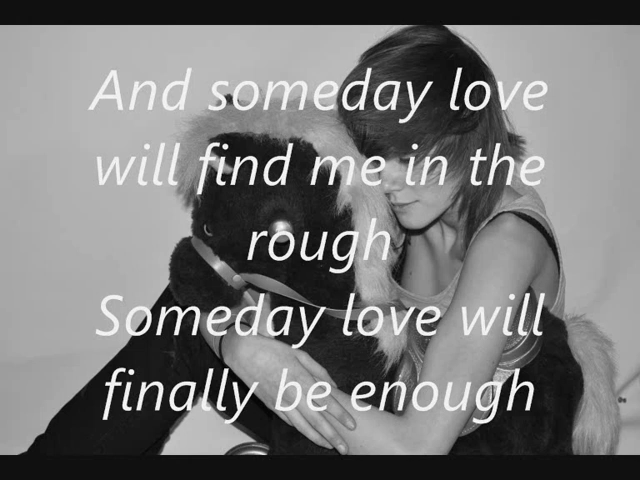 And someday love
will find me in the
rough
Someday love will
finally be enough